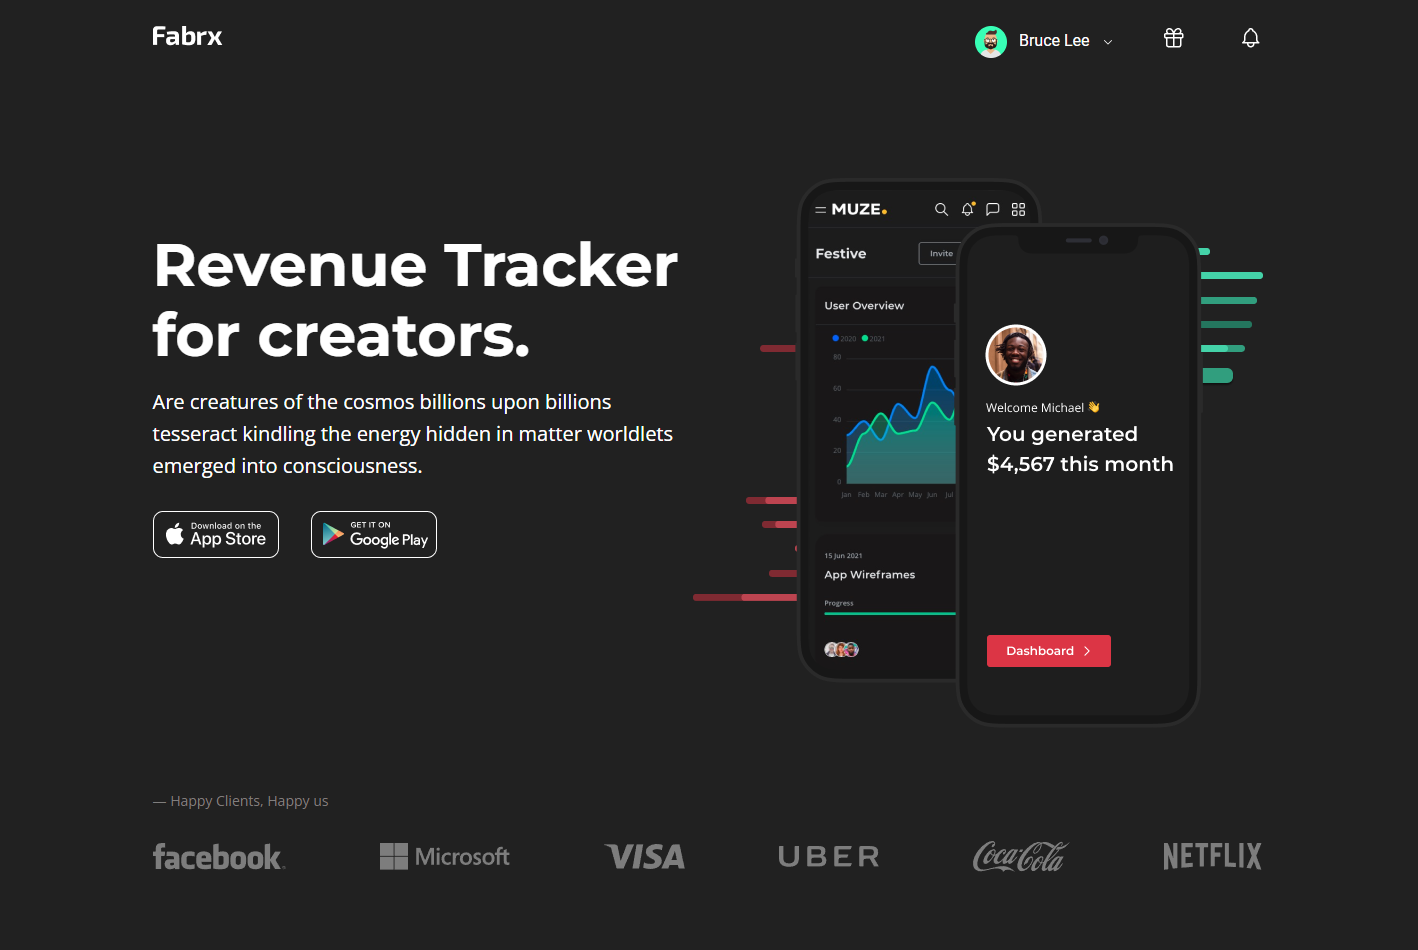 Fabrx
Bruce Lee
Revenue Tracker
for creators.
Are creatures of the cosmos billions upon billions
tesseract kindling the energy hidden in matter worldlets
emerged into consciousness.
Download on the
App Store
GET IT ON
Google Play
MUZE.
Festive
Invite
User Overview
2020 2021
80
60
40
20
0
Jan Feb Mar Apr May Jun Jul
15 Jun 2021
App Wireframes
Progress
Welcome Michael 👋
You generated
$4,567 this month
Dashboard
— Happy Clients, Happy us
facebook
Microsoft
VISA
UBER
Coca-Cola
NETFLIX